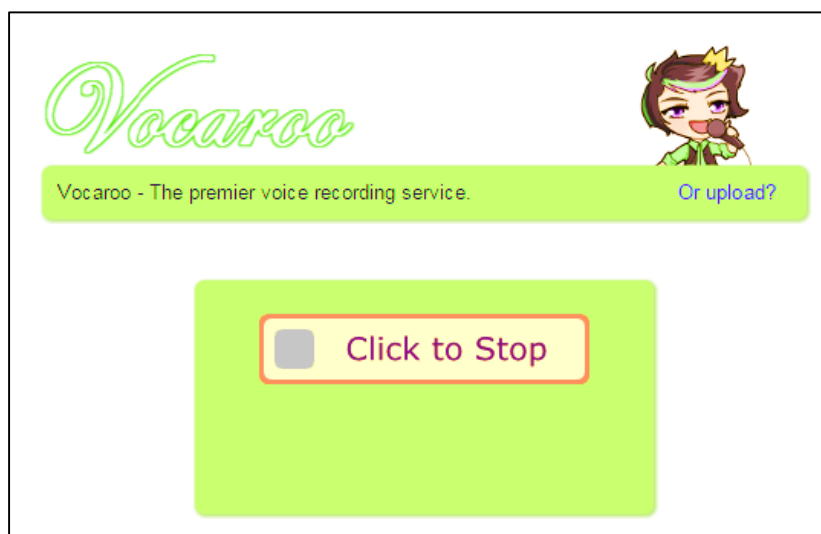 Vocaroo
Vocaroo - The premier voice recording service.
Or upload?
Click to Stop